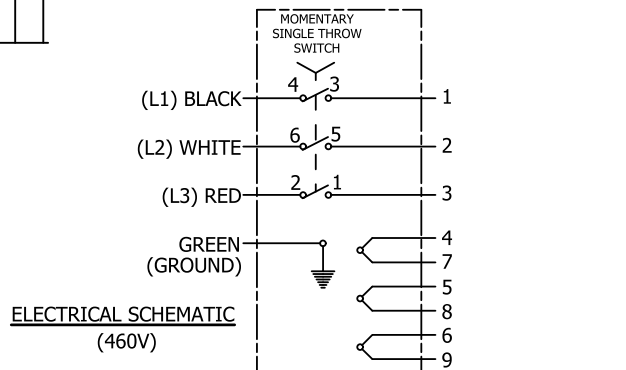 MOMENTARY
SINGLE THROW
SWITCH
(L1) BLACK 4 3 1
(L2) WHITE 6 5 2
(L3) RED 2 1 3
GREEN 4
(GROUND) 7
5
ELECTRICAL SCHEMATIC 8
(460V) 6
9